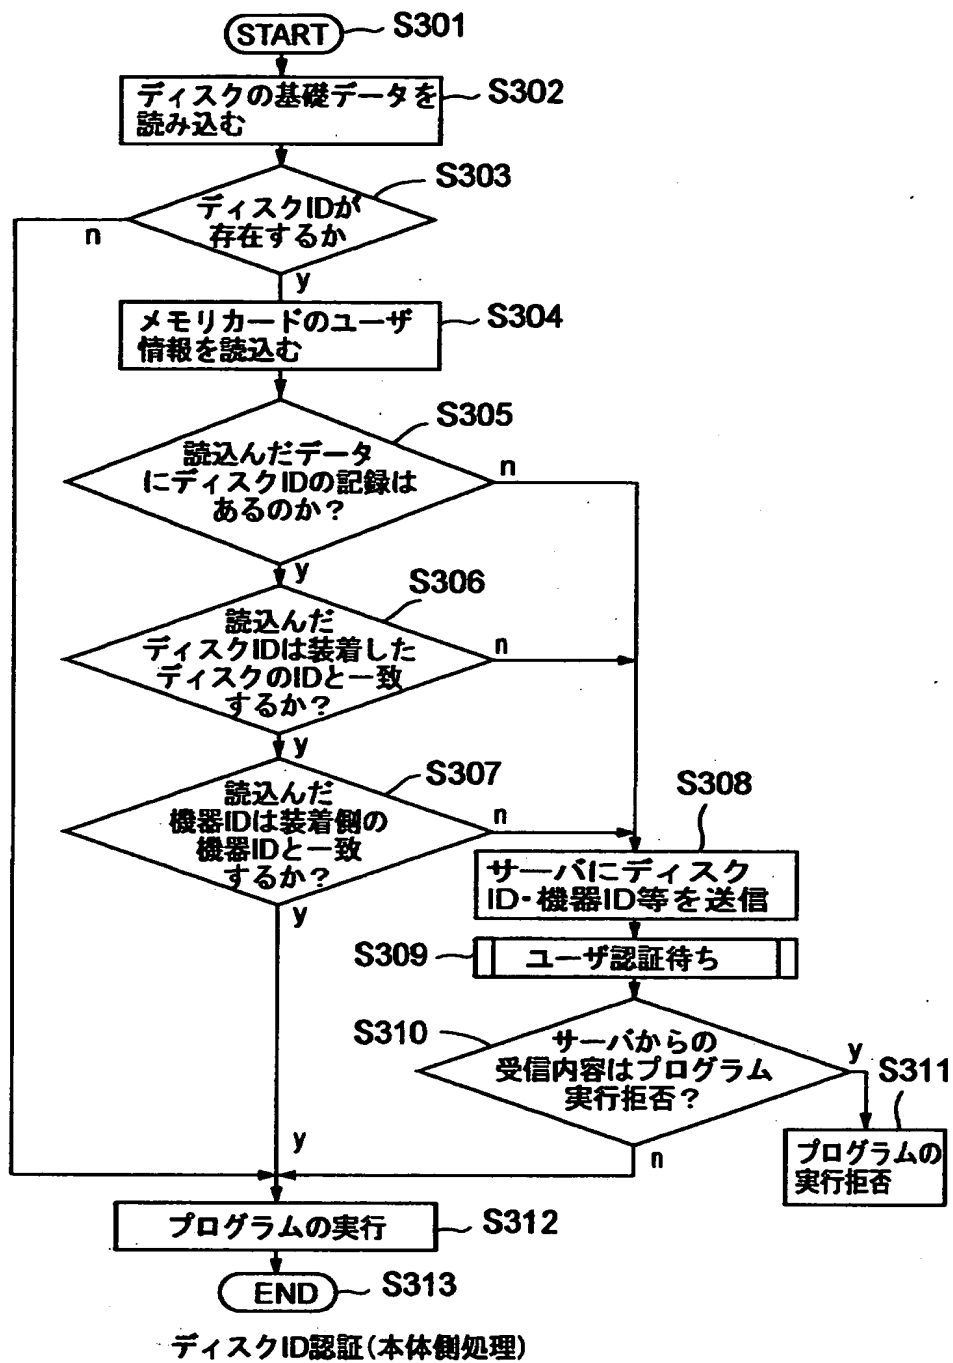 START
S301
ディスクの基礎データを
読み込む
S302
S303
ディスクIDが
存在するか
n
y
メモリカードのユーザ
情報を読込む
S304
S305
読込んだデータ
にディスクIDの記録は
あるのか？
n
y
S306
読込んだ
ディスクIDは装着した
ディスクのIDと一致
するか？
n
y
S307
読込んだ
機器IDは装着側の
機器IDと一致
するか？
n
y
S308
サーバにディスク
ID・機器ID等を送信
S309
ユーザ認証待ち
S310
サーバからの
受信内容はプログラム
実行拒否？
y
S311
プログラムの
実行拒否
n
y
プログラムの実行
S312
END
S313
ディスクID認証(本体側処理)